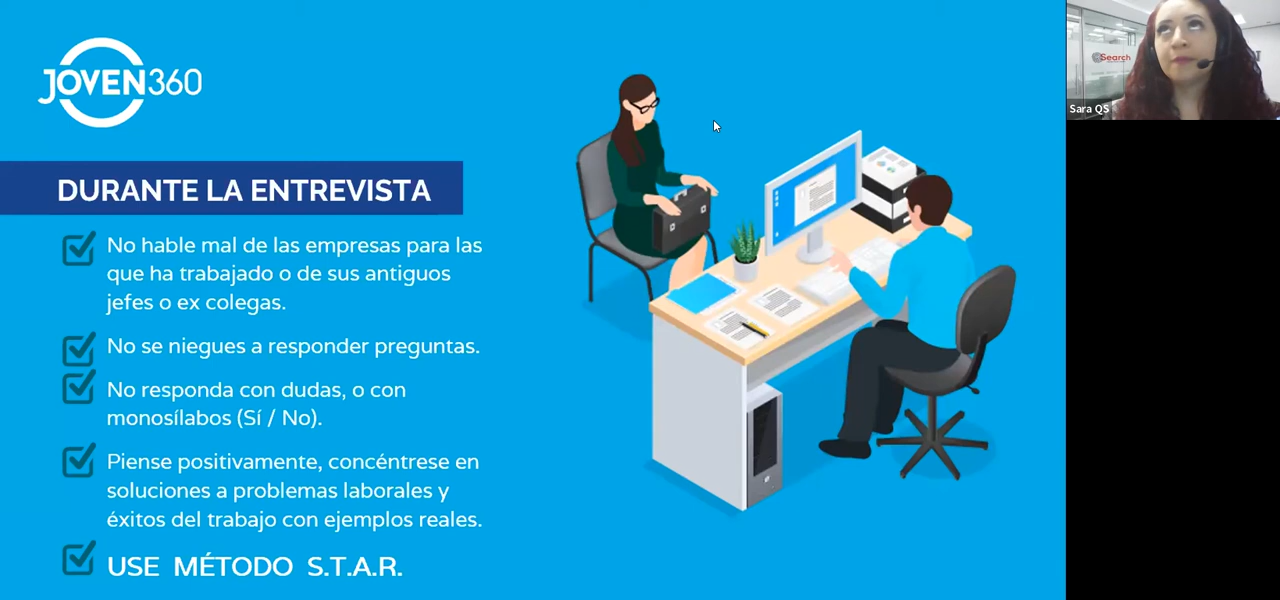 JOVEN360
DURANTE LA ENTREVISTA
No hable mal de las empresas para las
que ha trabajado o de sus antiguos
jefes o ex colegas.
No se niegues a responder preguntas.
No responda con dudas, o con
monosílabos (Sí / No).
Piense positivamente, concéntrese en
soluciones a problemas laborales y
éxitos del trabajo con ejemplos reales.
USE MÉTODO S.T.A.R.
Search
Sara QS